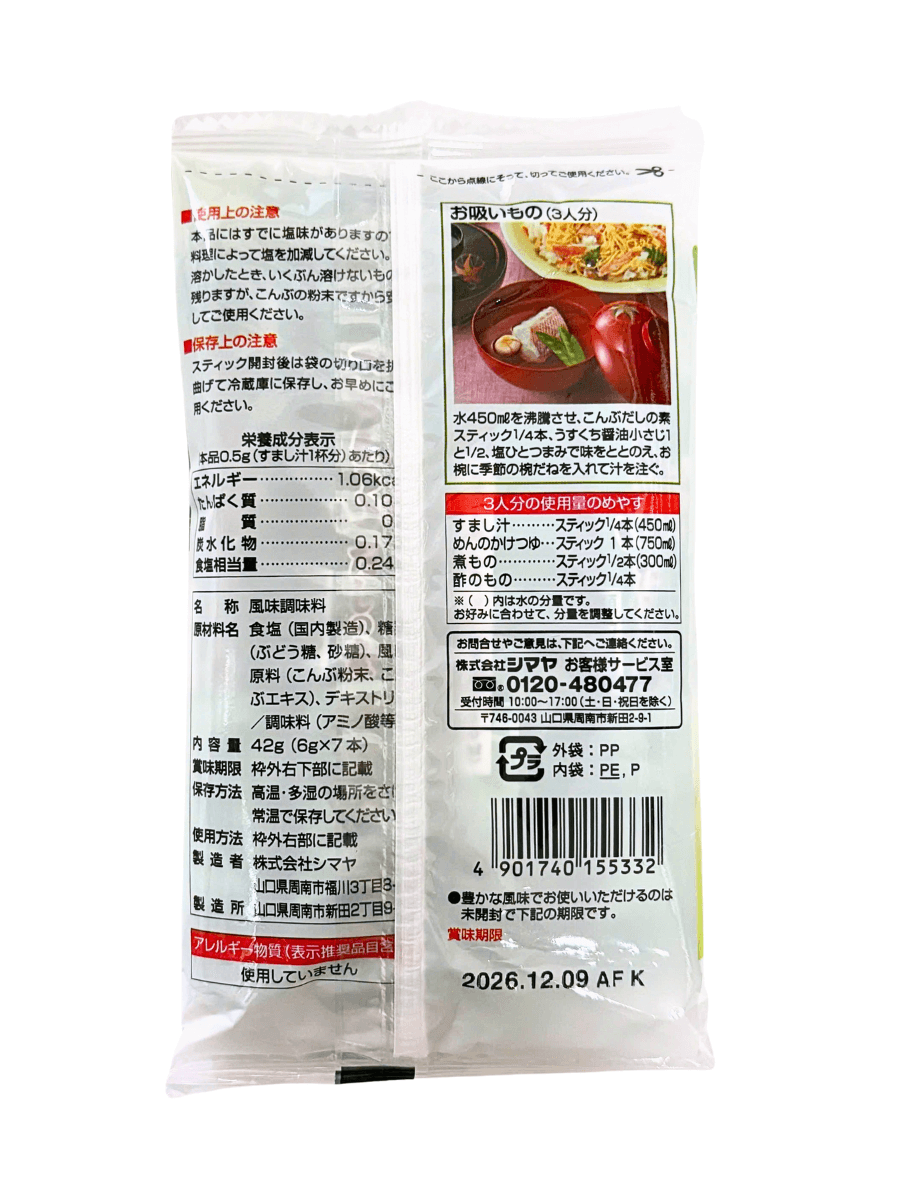 ここから点線にそって、切ってご使用ください。
■使用上の注意
本品にはすでに塩味がありますので
料理によって塩を加減してください。
溶かしたとき、いくぶん溶けないもの
残りますが、こんぶの粉末ですから
してご使用ください。
■保存上の注意
スティック開封後は袋の切り口を折
曲げて冷蔵庫に保存し、お早めにご
用ください。
栄養成分表示
(本品0.5g(すまし汁1杯分)あたり)
エネルギー…………1.06kca
たんぱく質…………0.10
脂質…………0
炭水化物…………0.17
食塩相当量…………0.24
名称 風味調味料
原材料名 食塩(国内製造)、糖
(ぶどう糖、砂糖)、風
原料(こんぶ粉末、こ
ぶエキス)、デキストリ
/調味料(アミノ酸等
内容量 42g(6g×7本)
賞味期限 枠外右下部に記載
保存方法 高温・多湿の場所をさ
常温で保存してください
使用方法 枠外右部に記載
製造者 株式会社シマヤ
山口県周南市福川3丁目3-
製造所 山口県周南市新田2丁目9-
アレルギー物質(表示推奨品目含
使用していません
お吸いもの(3人分)
水450mlを沸騰させ、こんぶだしの素
スティック1/4本、うすくち醤油小さじ1
と1/2、塩ひとつまみで味をととのえ、お
椀に季節の椀だねを入れて汁を注ぐ。
3人分の使用量のめやす
すまし汁………スティック1/4本(450ml)
めんのかけつゆ…スティック 1 本(750ml)
煮もの…………スティック1/2本(300ml)
酢のもの………スティック1/4本
※( )内は水の分量です。
お好みに合わせて、分量を調整してください。
お問合せやご意見は、下記へご連絡ください。
株式会社シマヤ お客様サービス室
®0120-480477
受付時間 10:00〜17:00(土・日・祝日を除く)
〒746-0043 山口県周南市新田2-9-1
プラ
外袋:PP
内袋:PE, P
4 901740 155332
●豊かな風味でお使いいただけるのは
未開封で下記の期限です。
賞味期限
2026.12.09 AF K